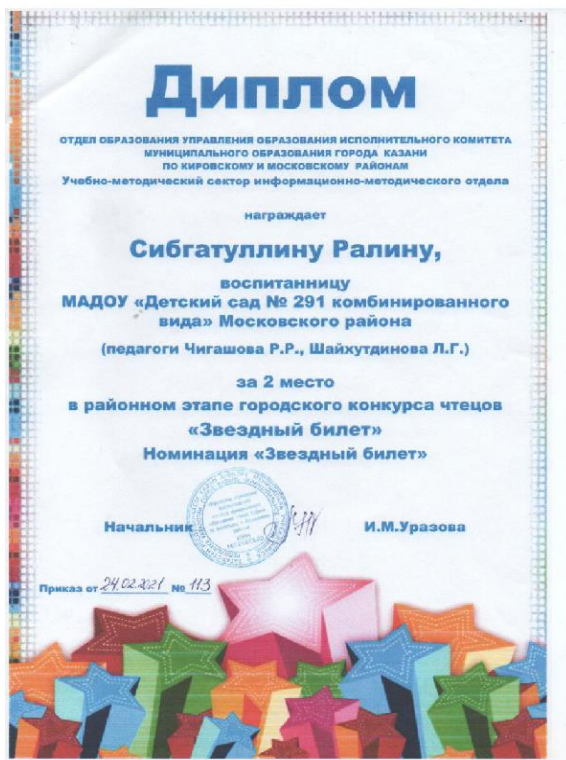 Диплом
ОТДЕЛ ОБРАЗОВАНИЯ УПРАВЛЕНИЯ ОБРАЗОВАНИЯ ИСПОЛНИТЕЛЬНОГО КОМИТЕТА
МУНИЦИПАЛЬНОГО ОБРАЗОВАНИЯ ГОРОДА КАЗАНИ
ПО КИРОВСКОМУ И МОСКОВСКОМУ РАЙОНАМ
Учебно-методический сектор информационно-методического отдела
награждает
Сибгатуллину Ралину,
воспитанницу
МАДОУ «Детский сад № 291 комбинированного
вида» Московского района
(педагоги Чигашова Р.Р., Шайхутдинова Л.Г.)
за 2 место
в районном этапе городского конкурса чтецов
«Звездный билет»
Номинация «Звездный билет»
Начальник И.М.Уразова
Приказ от 24.02.2021 № 113